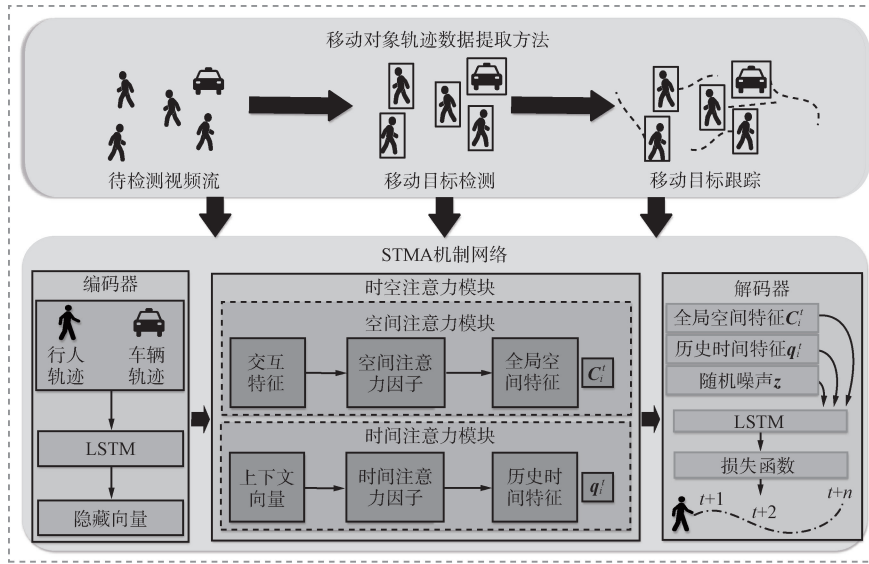 移动对象轨迹数据提取方法
待检测视频流
移动目标检测
移动目标跟踪
STMA机制网络
编码器
行人
轨迹
车辆
轨迹
LSTM
隐藏向量
时空注意力模块
空间注意力模块
交互
特征
空间注意
力因子
全局空
间特征
C_i^t
时间注意力模块
上下文
向量
时间注意
力因子
历史时
间特征
q_i^t
解码器
全局空间特征C_i^t
历史时间特征q_i^t
随机噪声z
LSTM
损失函数
t+1
t+2
t+n